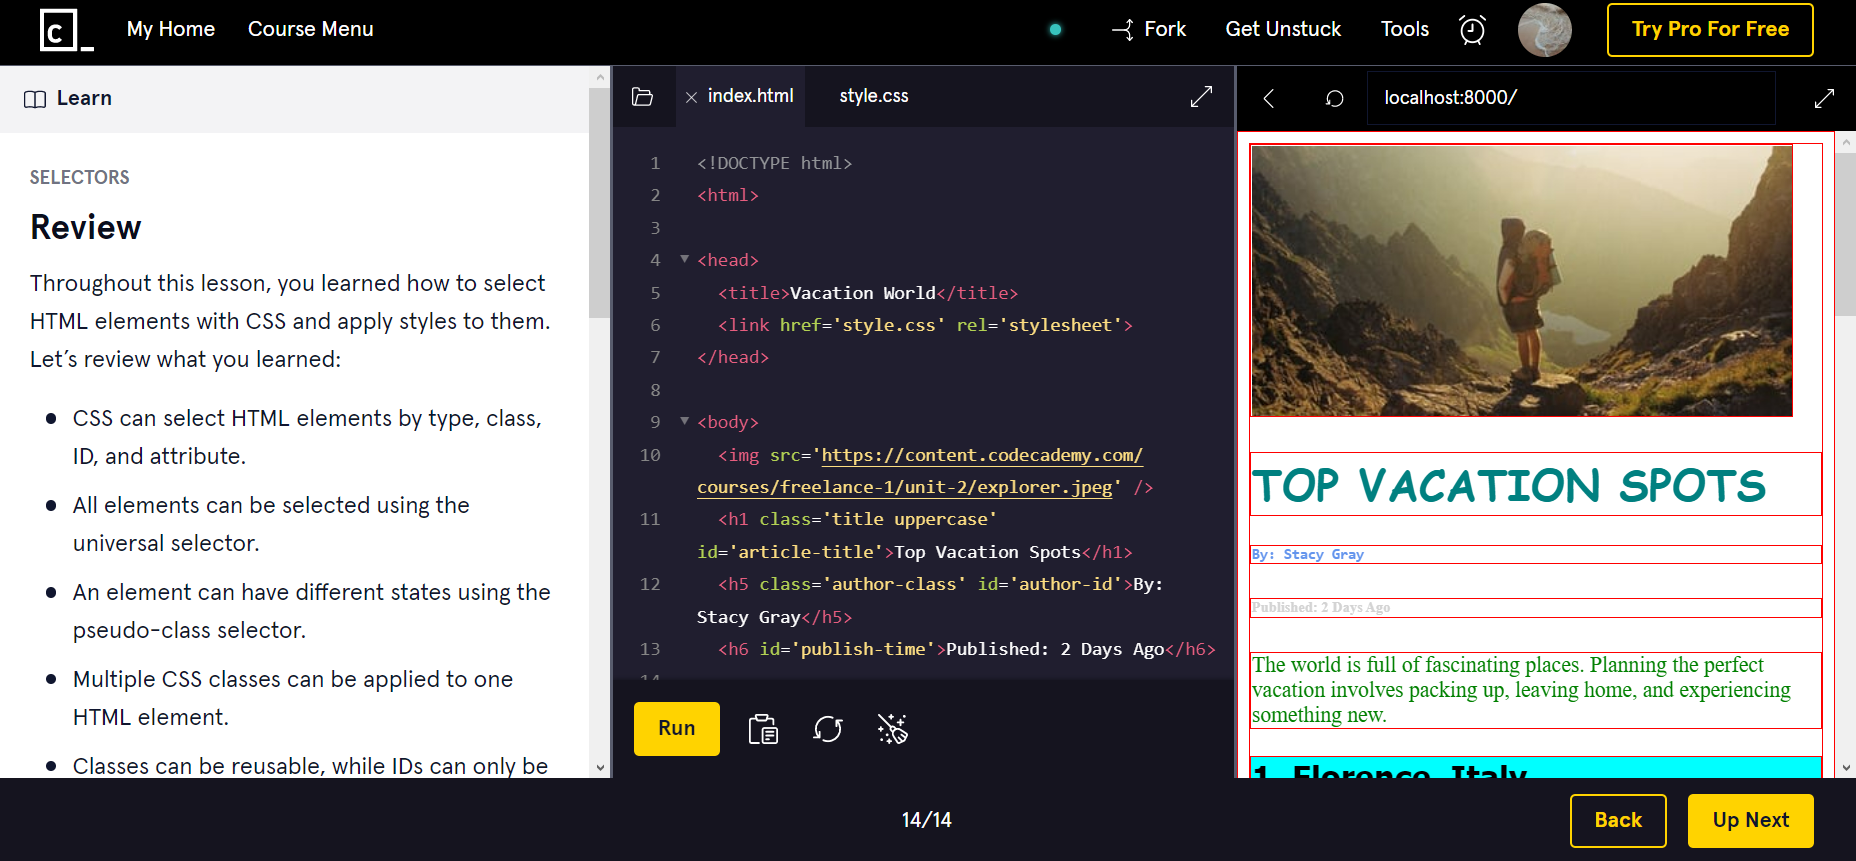 My Home
Course Menu
Fork
Get Unstuck
Tools
Try Pro For Free
Learn
SELECTORS
Review
Throughout this lesson, you learned how to select
HTML elements with CSS and apply styles to them.
Let's review what you learned:
CSS can select HTML elements by type, class,
ID, and attribute.
All elements can be selected using the
universal selector.
An element can have different states using the
pseudo-class selector.
Multiple CSS classes can be applied to one
HTML element.
Classes can be reusable, while IDs can only be
index.html
style.css
1 <!DOCTYPE html>
2 <html>
3
4 <head>
5 <title>Vacation World</title>
6 <link href='style.css' rel='stylesheet'>
7 </head>
8
9 <body>
10 <img src='https://content.codecademy.com/
courses/freelance-1/unit-2/explorer.jpeg' />
11 <h1 class='title uppercase'
id='article-title'>Top Vacation Spots</h1>
12 <h5 class='author-class' id='author-id'>By:
Stacy Gray</h5>
13 <h6 id='publish-time'>Published: 2 Days Ago</h6>
14
Run
localhost:8000/
TOP VACATION SPOTS
By: Stacy Gray
Published: 2 Days Ago
The world is full of fascinating places. Planning the perfect
vacation involves packing up, leaving home, and experiencing
something new.
1. Florence, Italy
14/14
Back
Up Next